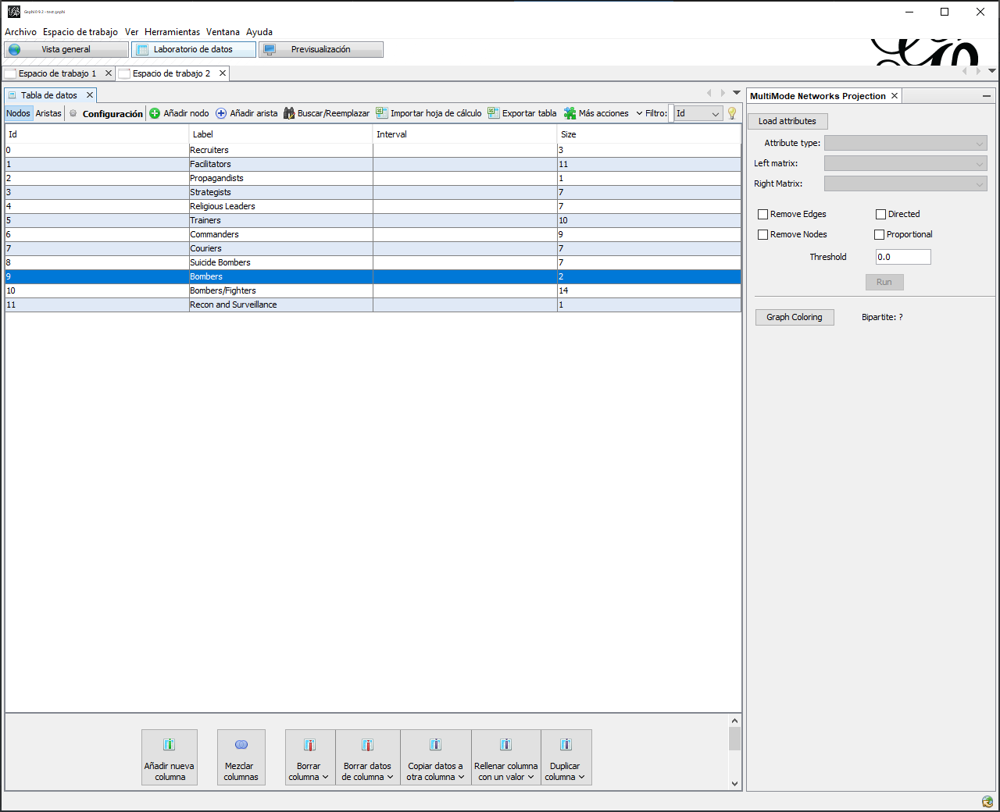 Gephi 0.9.2 - test.gephi
Archivo Espacio de trabajo Ver Herramientas Ventana Ayuda
Vista general Laboratorio de datos Previsualización
Espacio de trabajo 1 Espacio de trabajo 2
Tabla de datos
Nodos Aristas Configuración Añadir nodo Añadir arista Buscar/Reemplazar Importar hoja de cálculo Exportar tabla Más acciones Filtro: Id
Id Label Interval Size
0 Recruiters 3
1 Facilitators 11
2 Propagandists 1
3 Strategists 7
4 Religious Leaders 7
5 Trainers 10
6 Commanders 9
7 Couriers 7
8 Suicide Bombers 7
9 Bombers 2
10 Bombers/Fighters 14
11 Recon and Surveillance 1
Añadir nueva columna
Mezclar columnas
Borrar columna
Borrar datos de columna
Copiar datos a otra columna
Rellenar columna con un valor
Duplicar columna
MultiMode Networks Projection
Load attributes
Attribute type:
Left matrix:
Right Matrix:
Remove Edges Directed
Remove Nodes Proportional
Threshold 0.0
Run
Graph Coloring Bipartite: ?